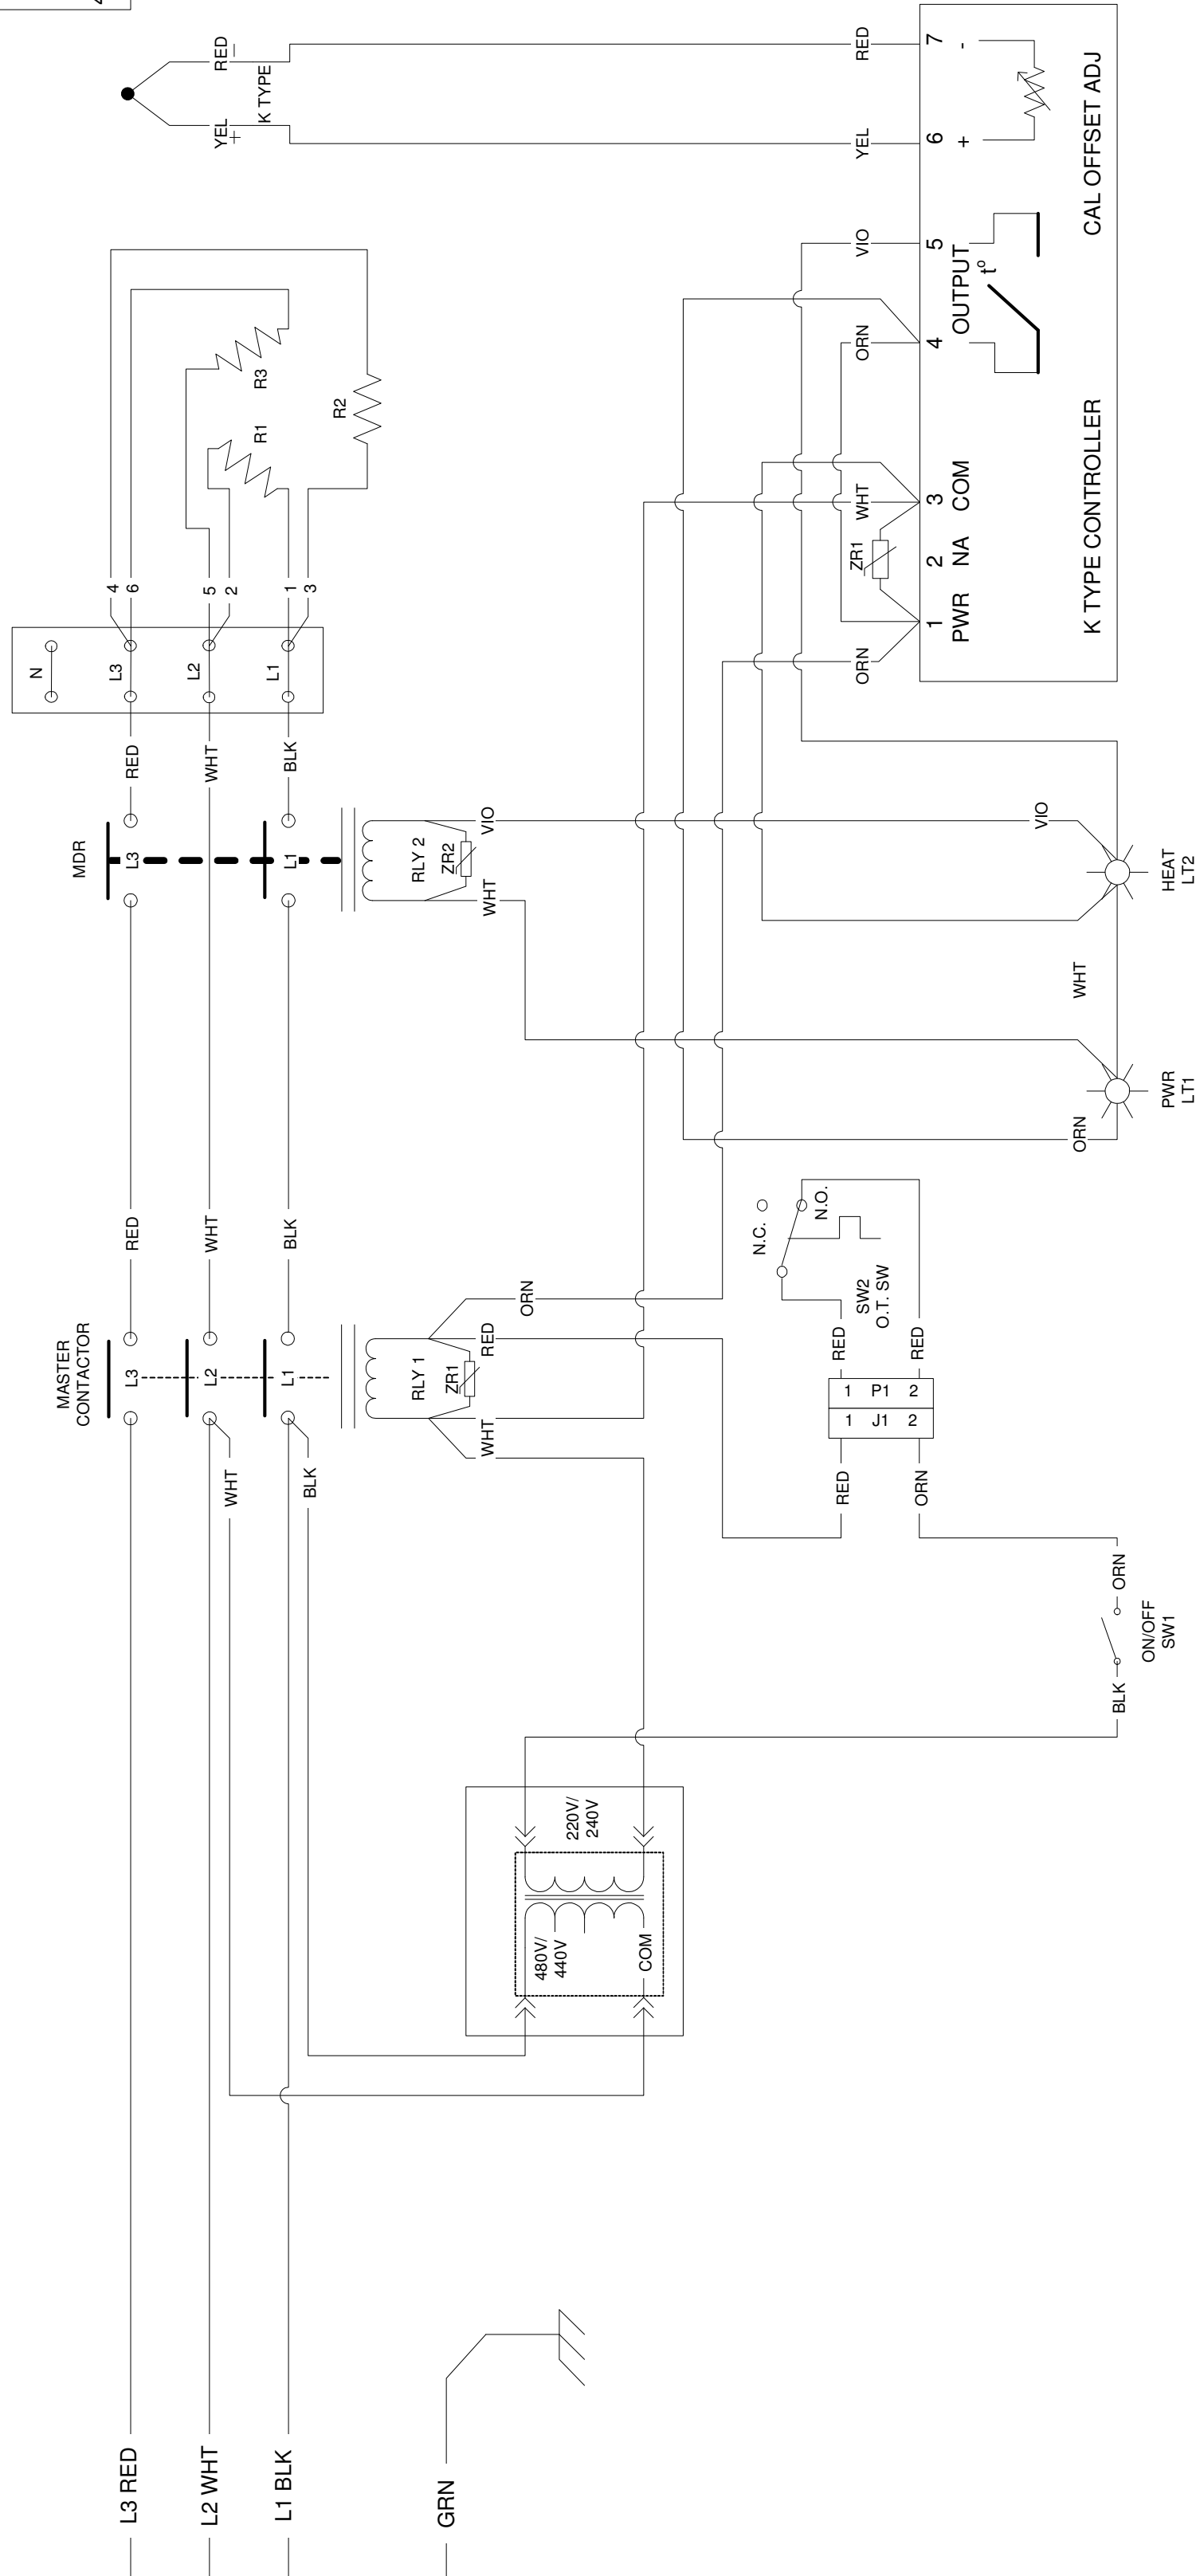 N
MASTER
CONTACTOR
MDR
L3 RED
L3
RED
L3
RED
L3
4
6
L2 WHT
L2
WHT
WHT
L2
5
2
WHT
L1 BLK
L1
BLK
L1
BLK
L1
1
3
BLK
R1
R3
R2
YEL
+
RED
–
K TYPE
GRN
RLY 1
ZR1
WHT
RED
ORN
RLY 2
ZR2
WHT
VIO
480V/
440V
COM
220V/
240V
N.C.
N.O.
SW2
O.T. SW
RED
RED
1 P1 2
1 J1 2
RED
ORN
ORN
ZR1
WHT
ORN
VIO
YEL
RED
1
2
3
4
5
6
7
PWR
NA
COM
OUTPUT
+
-
t°
K TYPE CONTROLLER
CAL OFFSET ADJ
VIO
WHT
ORN
BLK
ORN
ON/OFF
SW1
PWR
LT1
HEAT
LT2